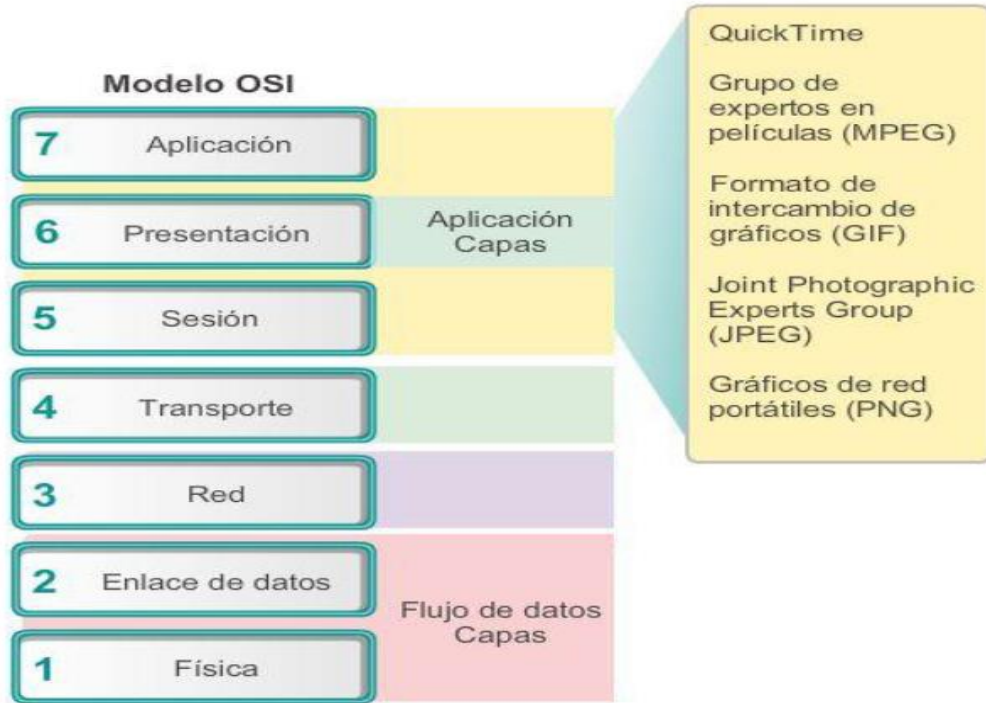 Modelo OSI
7 Aplicación
6 Presentación
5 Sesión
4 Transporte
3 Red
2 Enlace de datos
1 Física
Aplicación
Capas
Flujo de datos
Capas
QuickTime
Grupo de
expertos en
películas (MPEG)
Formato de
intercambio de
gráficos (GIF)
Joint Photographic
Experts Group
(JPEG)
Gráficos de red
portátiles (PNG)